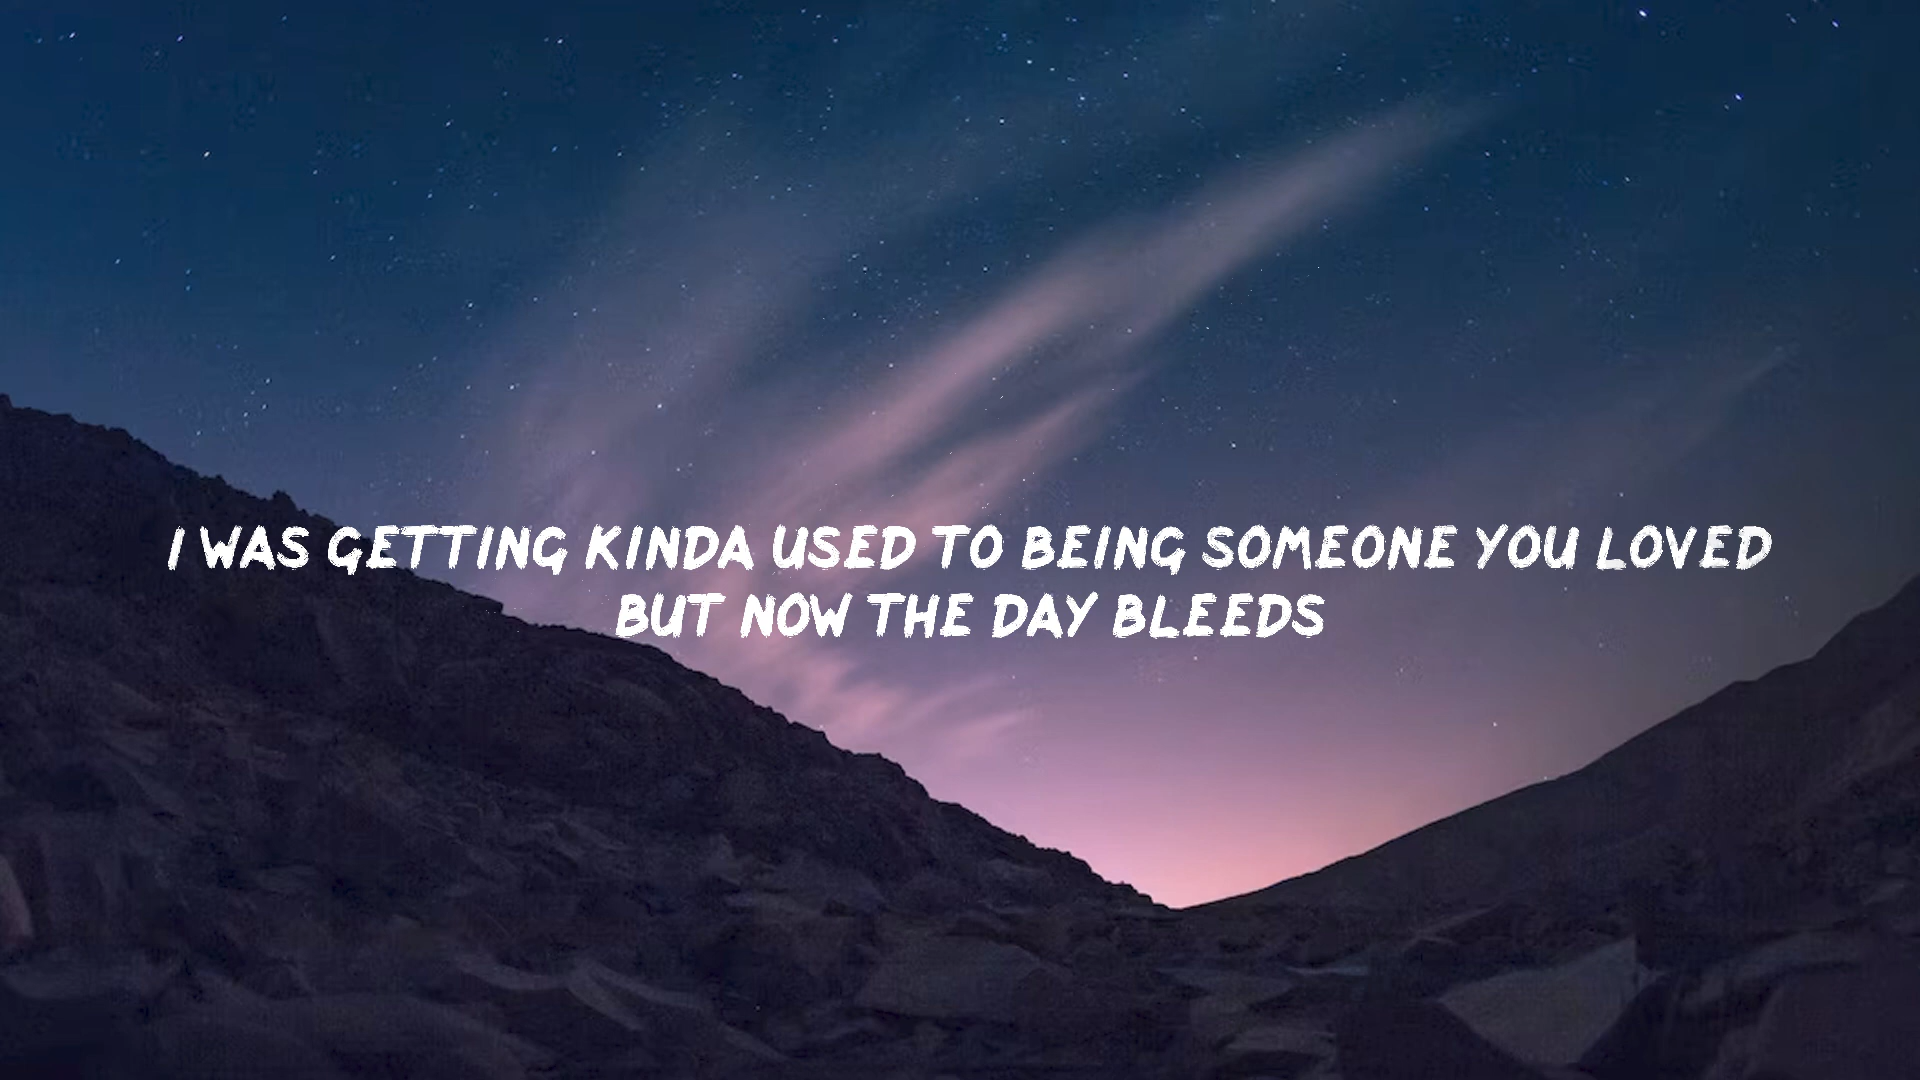 I WAS GETTING KINDA USED TO BEING SOMEONE YOU LOVED
BUT NOW THE DAY BLEEDS